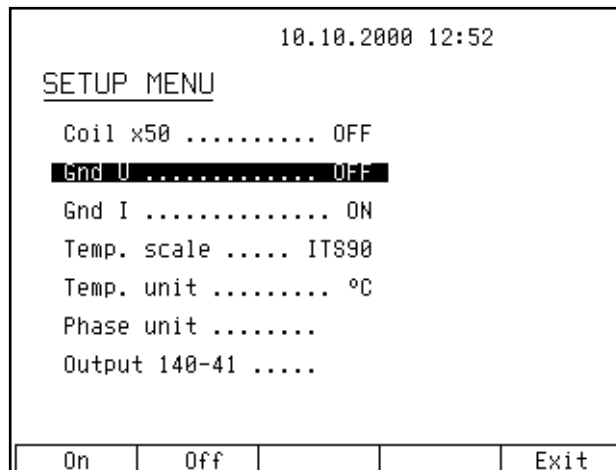 10.10.2000 12:52
SETUP MENU
Coil x50 .......... OFF
Gnd U ............. OFF
Gnd I .............. ON
Temp. scale ..... ITS90
Temp. unit ......... ºC
Phase unit ........
Output 140-41 .....
On Off Exit